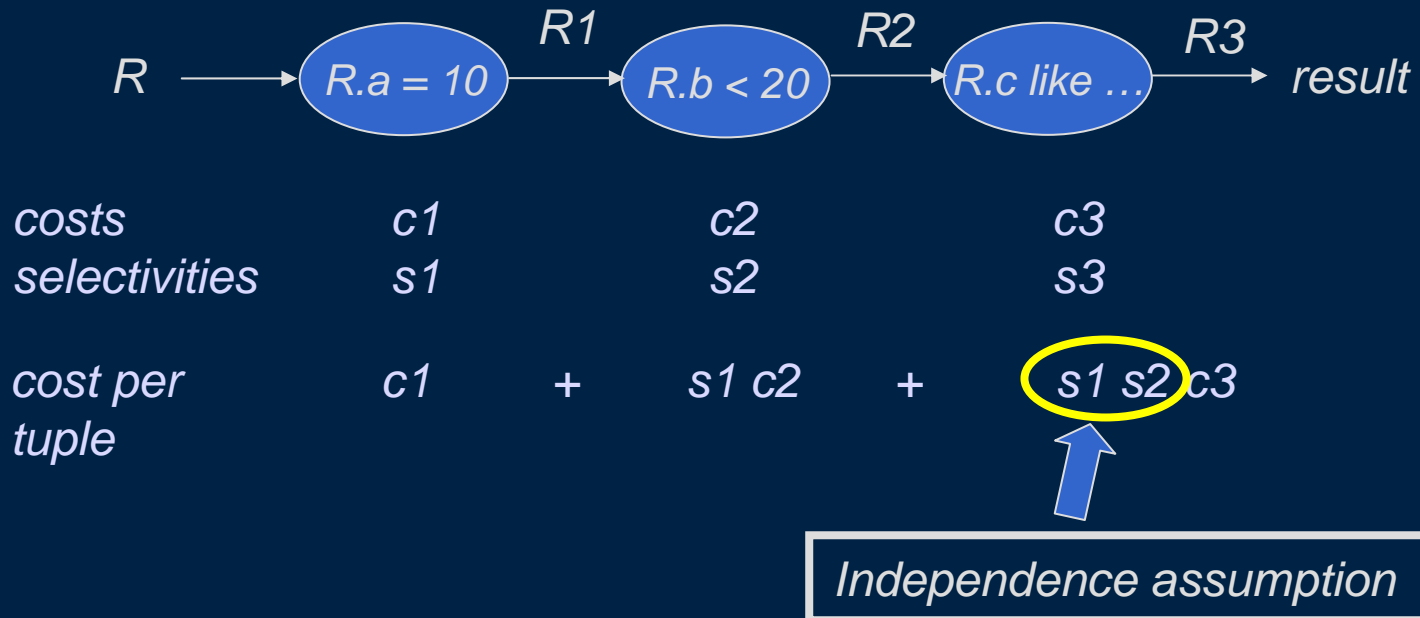 R1 R2 R3
R R.a = 10 R.b < 20 R.c like … result
costs c1 c2 c3
selectivities s1 s2 s3
cost per c1 + s1 c2 + s1 s2 c3
tuple
Independence assumption